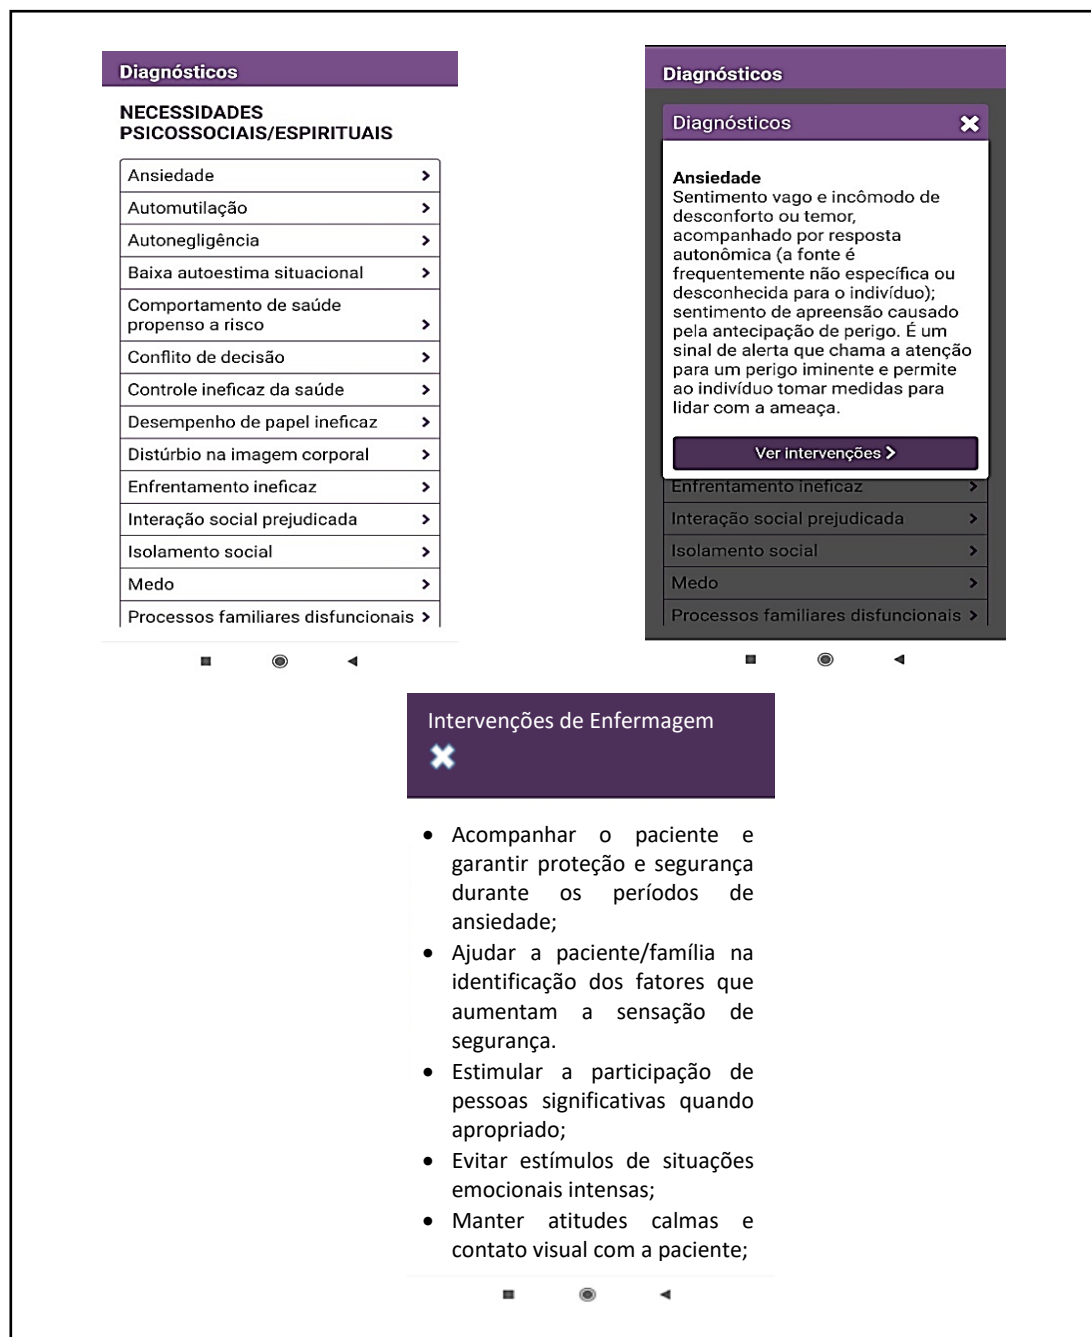 Diagnósticos
NECESSIDADES
PSICOSSOCIAIS/ESPIRITUAIS
Ansiedade
Automutilação
Autonegligência
Baixa autoestima situacional
Comportamento de saúde
propenso a risco
Conflito de decisão
Controle ineficaz da saúde
Desempenho de papel ineficaz
Distúrbio na imagem corporal
Enfrentamento ineficaz
Interação social prejudicada
Isolamento social
Medo
Processos familiares disfuncionais
Diagnósticos
Diagnósticos
Ansiedade
Sentimento vago e incômodo de
desconforto ou temor,
acompanhado por resposta
autonômica (a fonte é
frequentemente não específica ou
desconhecida para o indivíduo);
sentimento de apreensão causado
pela antecipação de perigo. É um
sinal de alerta que chama a atenção
para um perigo iminente e permite
ao indivíduo tomar medidas para
lidar com a ameaça.
Ver intervenções
Enfrentamento ineficaz
Interação social prejudicada
Isolamento social
Medo
Processos familiares disfuncionais
Intervenções de Enfermagem
• Acompanhar o paciente e
garantir proteção e segurança
durante os períodos de
ansiedade;
• Ajudar a paciente/família na
identificação dos fatores que
aumentam a sensação de
segurança.
• Estimular a participação de
pessoas significativas quando
apropriado;
• Evitar estímulos de situações
emocionais intensas;
• Manter atitudes calmas e
contato visual com a paciente;